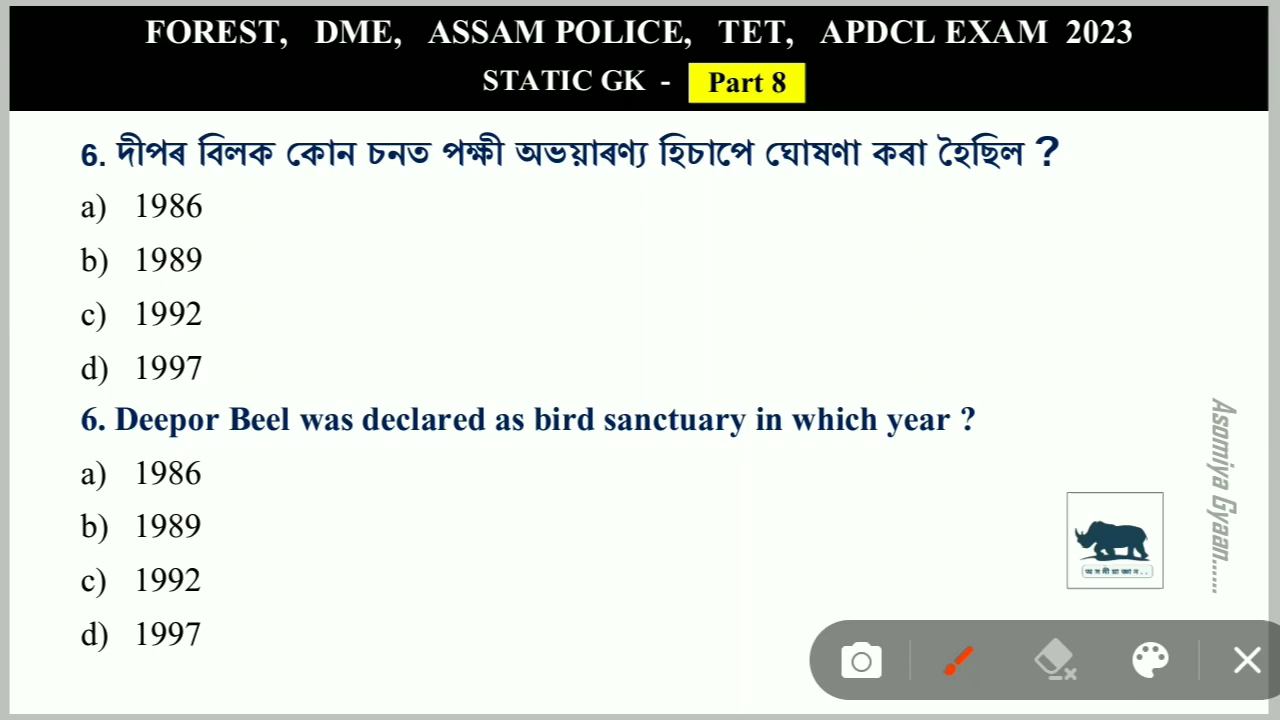 FOREST, DME, ASSAM POLICE, TET, APDCL EXAM 2023
STATIC GK - Part 8
6. দীপৰ বিলক কোন চনত পক্ষী অভয়াৰণ্য হিচাপে ঘোষণা কৰা হৈছিল ?
a) 1986
b) 1989
c) 1992
d) 1997
6. Deepor Beel was declared as bird sanctuary in which year ?
a) 1986
b) 1989
c) 1992
d) 1997
Asomiya Gyaan......
অসমীয়া জ্ঞান..